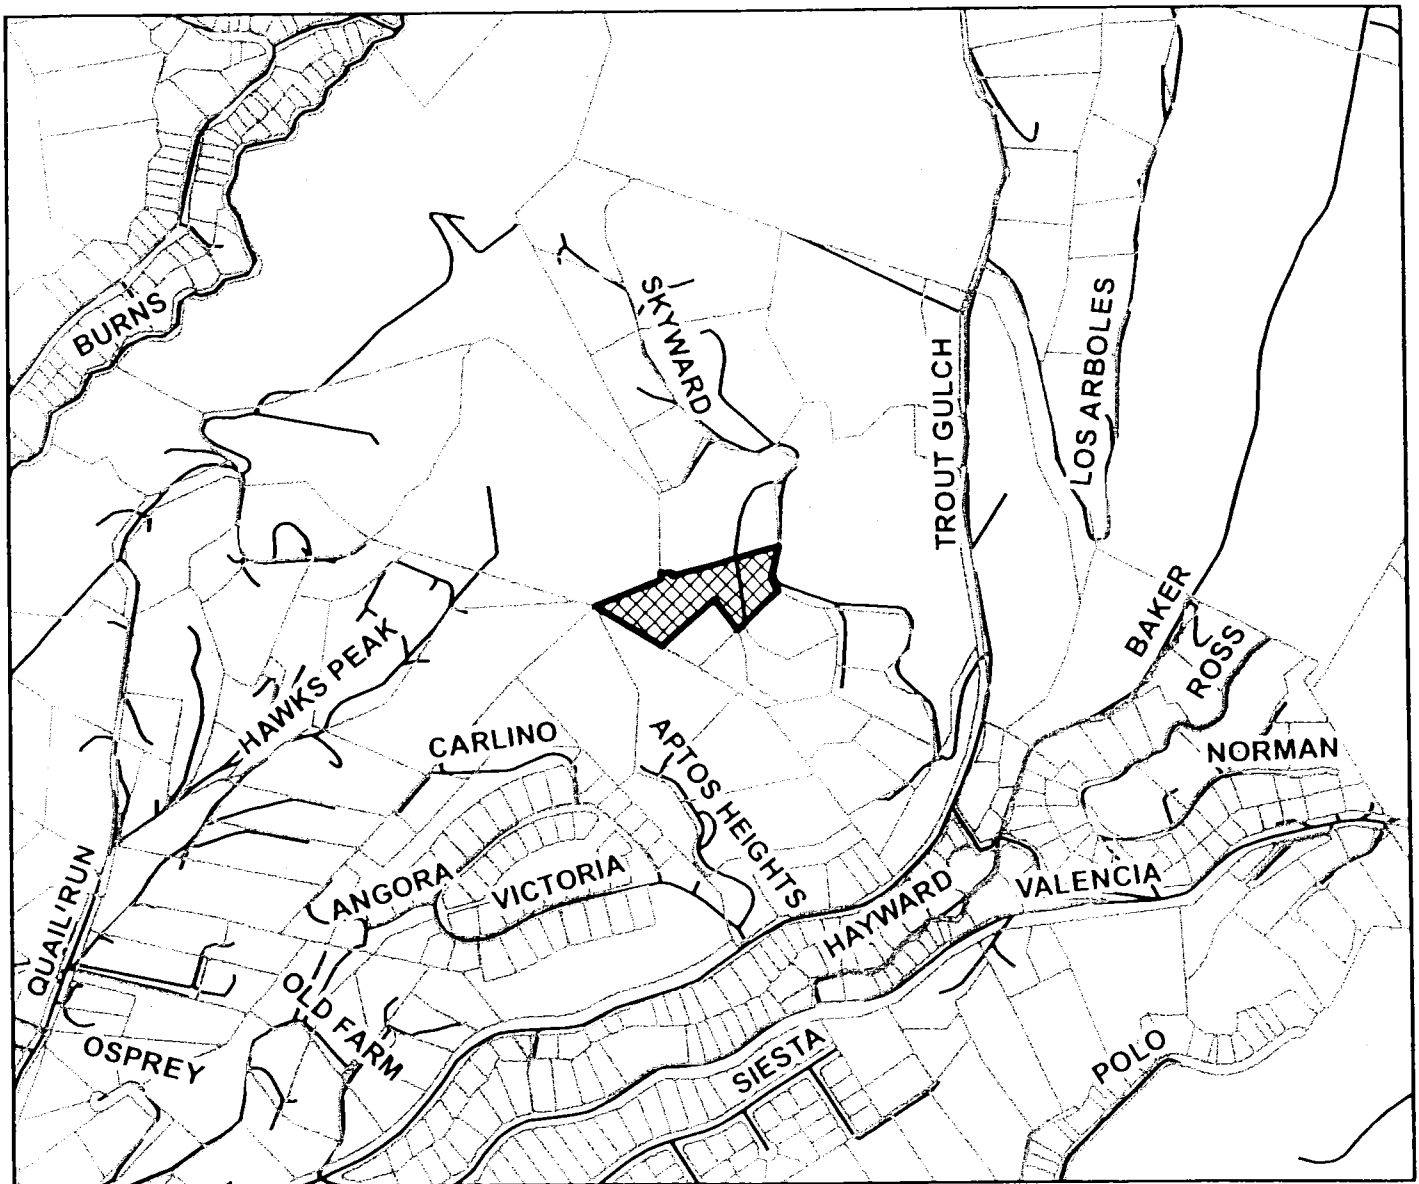 BURNS
SKYWARD
TROUT GULCH
LOS ARBOLES
BAKER
ROSS
HAWKS PEAK
CARLINO
APTOS HEIGHTS
NORMAN
QUAIL RUN
ANGORA
VICTORIA
HAYWARD
VALENCIA
OLD FARM
OSPREY
SIESTA
POLO